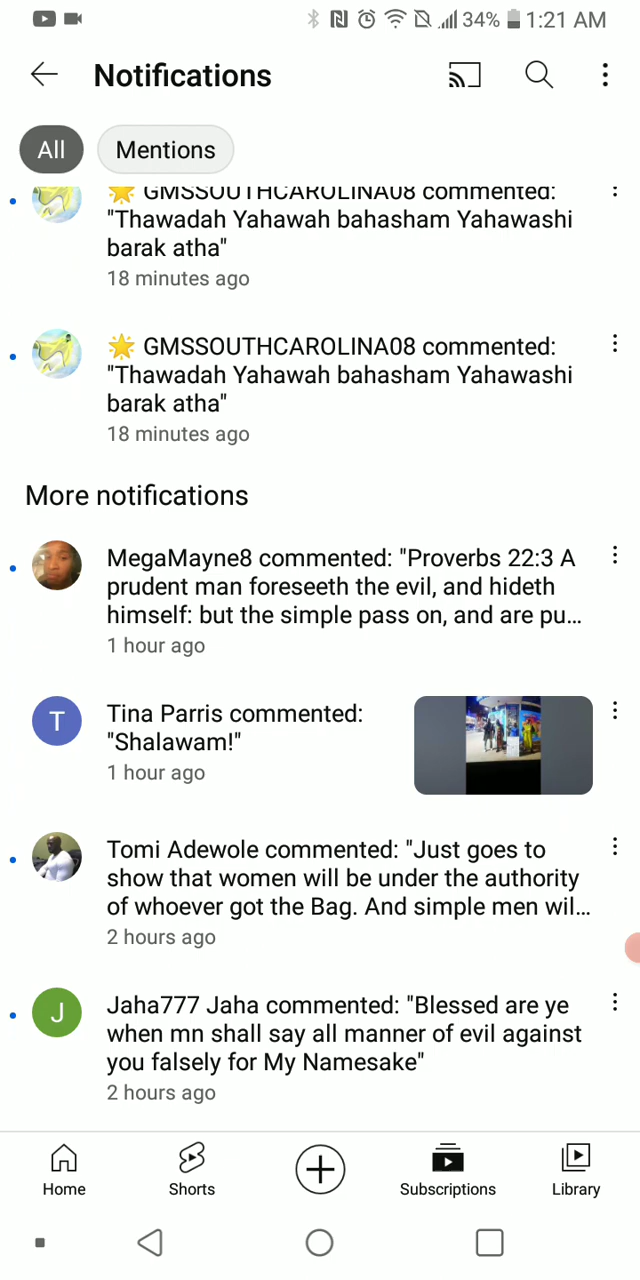 34% 1:21 AM
Notifications
All Mentions
🌟 GMSSOUTHCAROLINA08 commented:
"Thawadah Yahawah bahasham Yahawashi
barak atha"
18 minutes ago
🌟 GMSSOUTHCAROLINA08 commented:
"Thawadah Yahawah bahasham Yahawashi
barak atha"
18 minutes ago
More notifications
MegaMayne8 commented: "Proverbs 22:3 A
prudent man foreseeth the evil, and hideth
himself: but the simple pass on, and are pu...
1 hour ago
T
Tina Parris commented:
"Shalawam!"
1 hour ago
Tomi Adewole commented: "Just goes to
show that women will be under the authority
of whoever got the Bag. And simple men wil...
2 hours ago
J
Jaha777 Jaha commented: "Blessed are ye
when mn shall say all manner of evil against
you falsely for My Namesake"
2 hours ago
Home Shorts Subscriptions Library